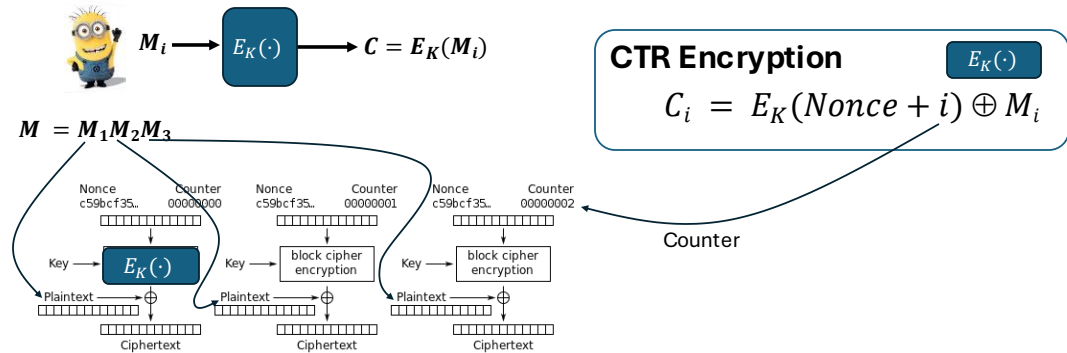 M_i E_K(·) C = E_K(M_i)
CTR Encryption E_K(·)
C_i = E_K(Nonce + i) ⊕ M_i
M = M_1M_2M_3
Nonce Counter Nonce Counter Nonce Counter
c59bcf35... 00000000 c59bcf35... 00000001 c59bcf35... 00000002
Counter
Key E_K(·) Key block cipher encryption Key block cipher encryption
Plaintext Plaintext Plaintext
Ciphertext Ciphertext Ciphertext